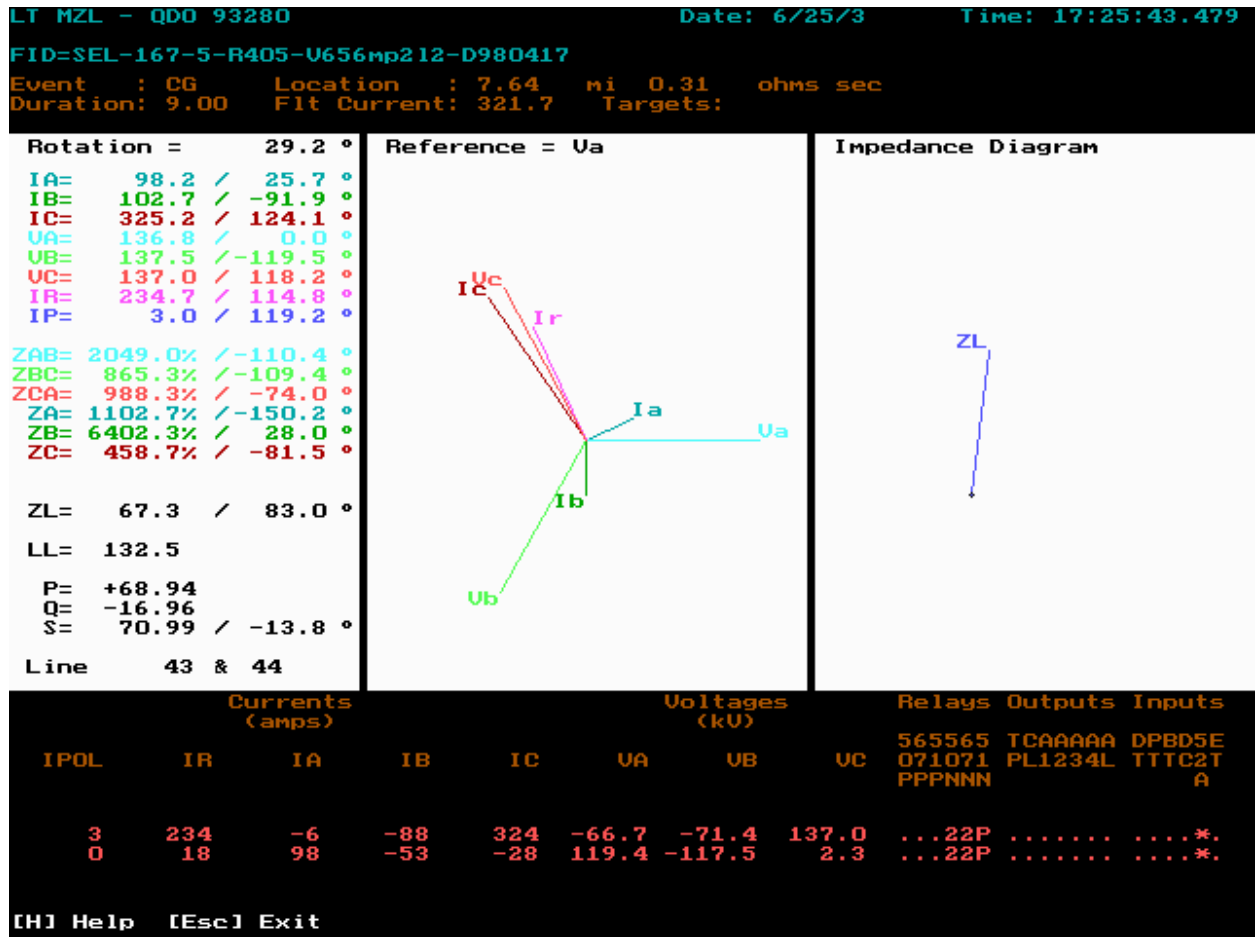 LT MZL - QDO 93280 Date: 6/25/3 Time: 17:25:43.479
FID=SEL-167-5-R405-V656mp2l2-D980417
Event : CG Location : 7.64 mi 0.31 ohms sec
Duration: 9.00 Flt Current: 321.7 Targets:
Rotation = 29.2 °
IA= 98.2 / 25.7 °
IB= 102.7 / -91.9 °
IC= 325.2 / 124.1 °
VA= 136.8 / 0.0 °
VB= 137.5 /-119.5 °
VC= 137.0 / 118.2 °
IR= 234.7 / 114.8 °
IP= 3.0 / 119.2 °
ZAB= 2049.0% /-110.4 °
ZBC= 865.3% /-109.4 °
ZCA= 988.3% / -74.0 °
ZA= 1102.7% /-150.2 °
ZB= 6402.3% / 28.0 °
ZC= 458.7% / -81.5 °
ZL= 67.3 / 83.0 °
LL= 132.5
P= +68.94
Q= -16.96
S= 70.99 / -13.8 °
Line 43 & 44
Reference = Va
Vc
Ic
Ir
Ia
Va
Ib
Vb
Impedance Diagram
ZL
Currents Voltages Relays Outputs Inputs
(amps) (kV)
565565 TCAAAAA DPBD5E
IPOL IR IA IB IC VA VB VC 071071 PL1234L TTTC2T
PPPNNN A
3 234 -6 -88 324 -66.7 -71.4 137.0 ...22P ....... ....*.
0 18 98 -53 -28 119.4 -117.5 2.3 ...22P ....... ....*.
[H] Help [Esc] Exit